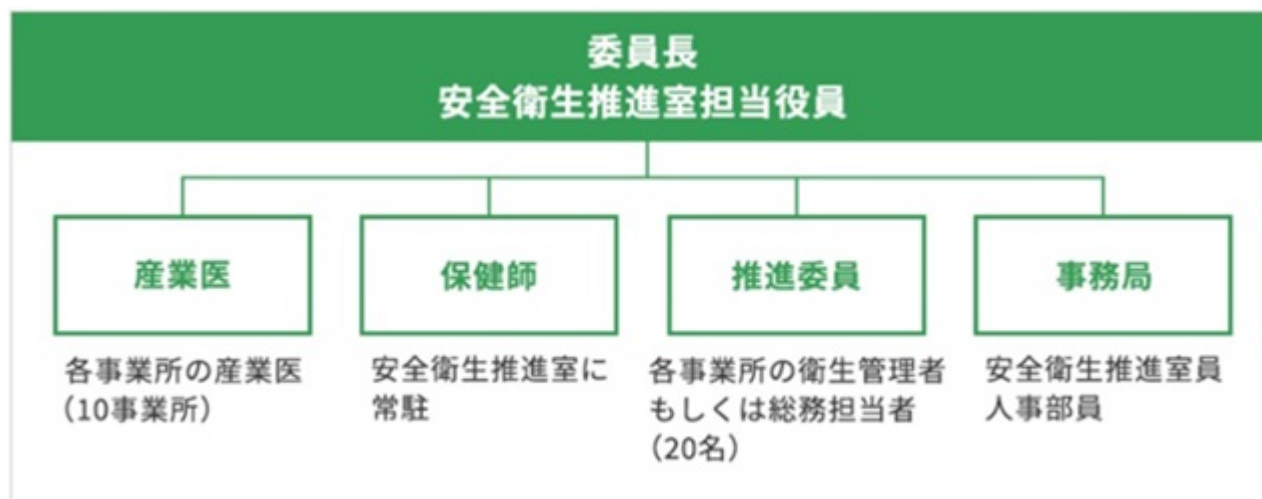 委員長
安全衛生推進室担当役員
産業医
各事業所の産業医
（10事業所）
保健師
安全衛生推進室に
常駐
推進委員
各事業所の衛生管理者
もしくは総務担当者
（20名）
事務局
安全衛生推進室員
人事部員